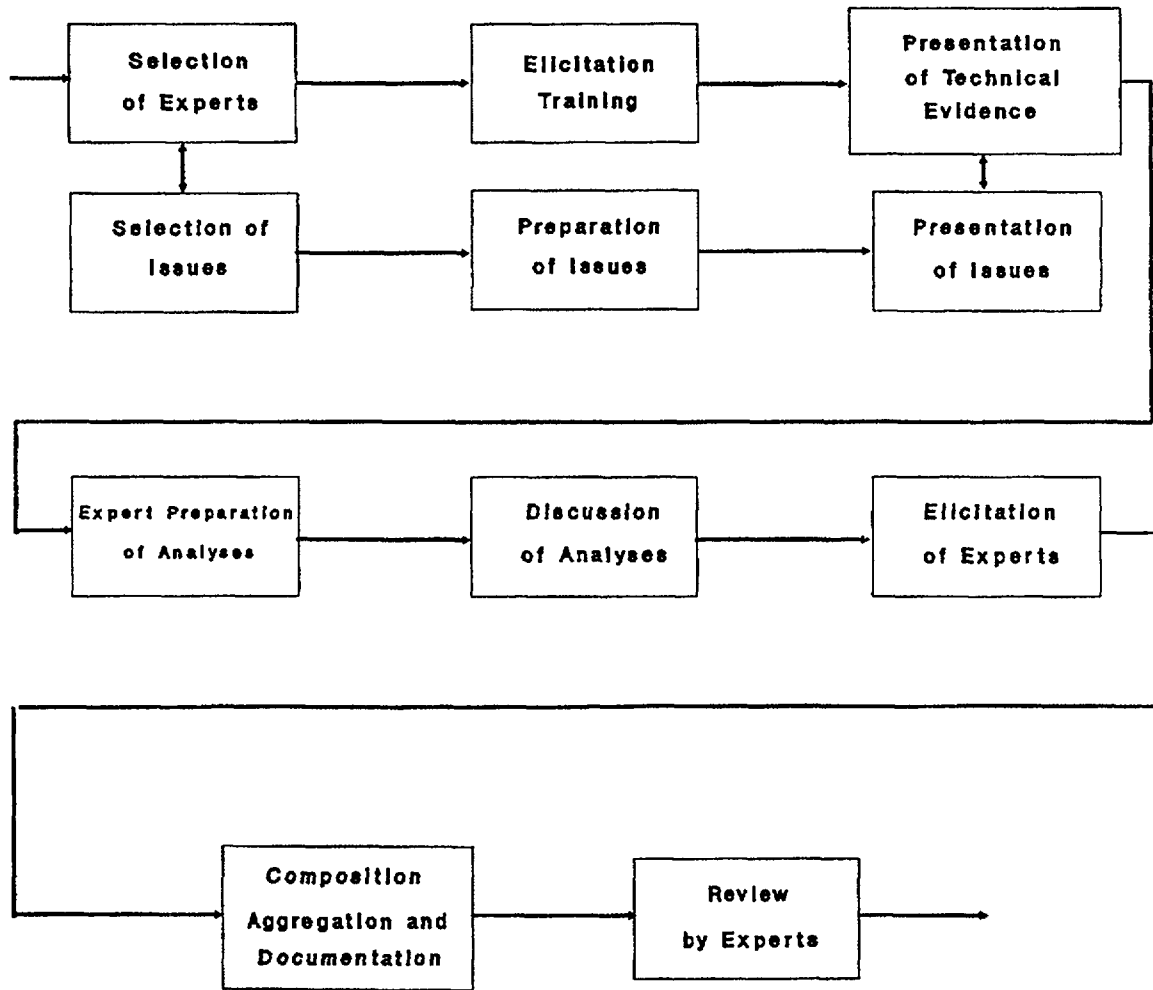 Selection
of Experts
Elicitation
Training
Presentation
of Technical
Evidence
Selection of
Issues
Preparation
of Issues
Presentation
of Issues
Expert Preparation
of Analyses
Discussion
of Analyses
Elicitation
of Experts
Composition
Aggregation and
Documentation
Review
by Experts